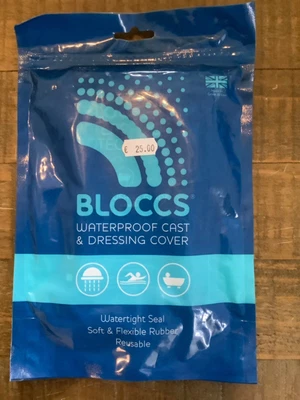 € 25.00
BLOCCS®
WATERPROOF CAST
& DRESSING COVER
Watertight Seal
Soft & Flexible Rubber
Reusable